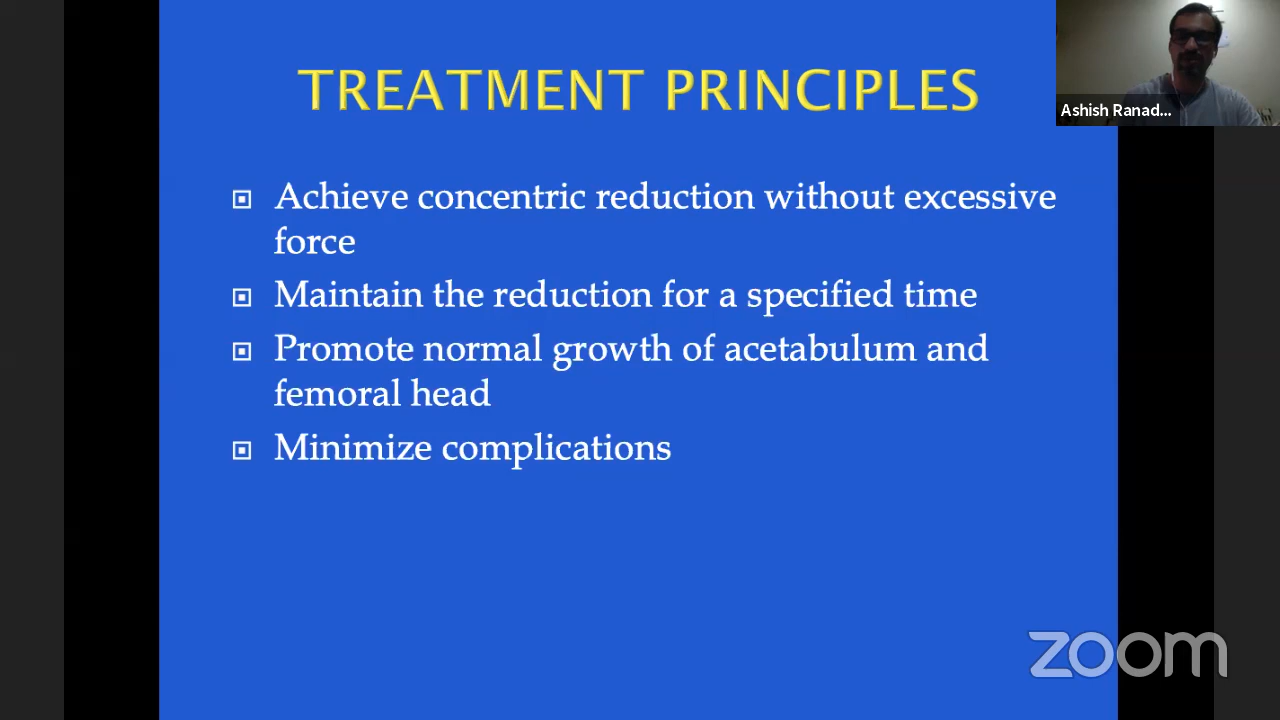 TREATMENT PRINCIPLES
Ashish Ranad...
Achieve concentric reduction without excessive
force
Maintain the reduction for a specified time
Promote normal growth of acetabulum and
femoral head
Minimize complications
zoom